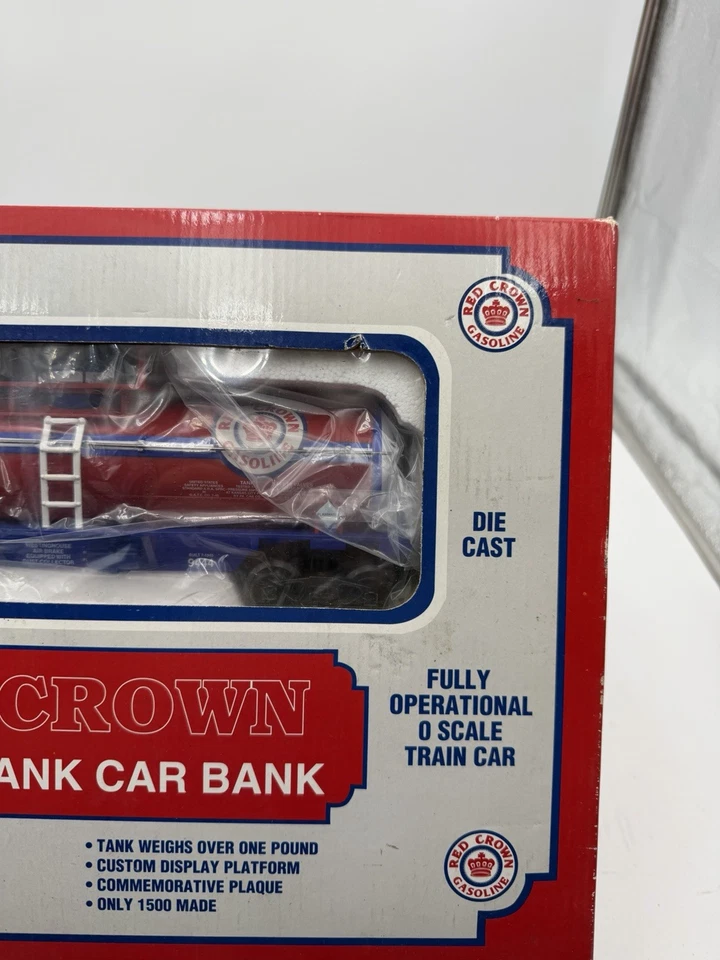 RED CROWN
GASOLINE
DIE
CAST
FULLY
OPERATIONAL
O SCALE
TRAIN CAR
CROWN
ANK CAR BANK
• TANK WEIGHS OVER ONE POUND
• CUSTOM DISPLAY PLATFORM
• COMMEMORATIVE PLAQUE
• ONLY 1500 MADE
RED CROWN
GASOLINE